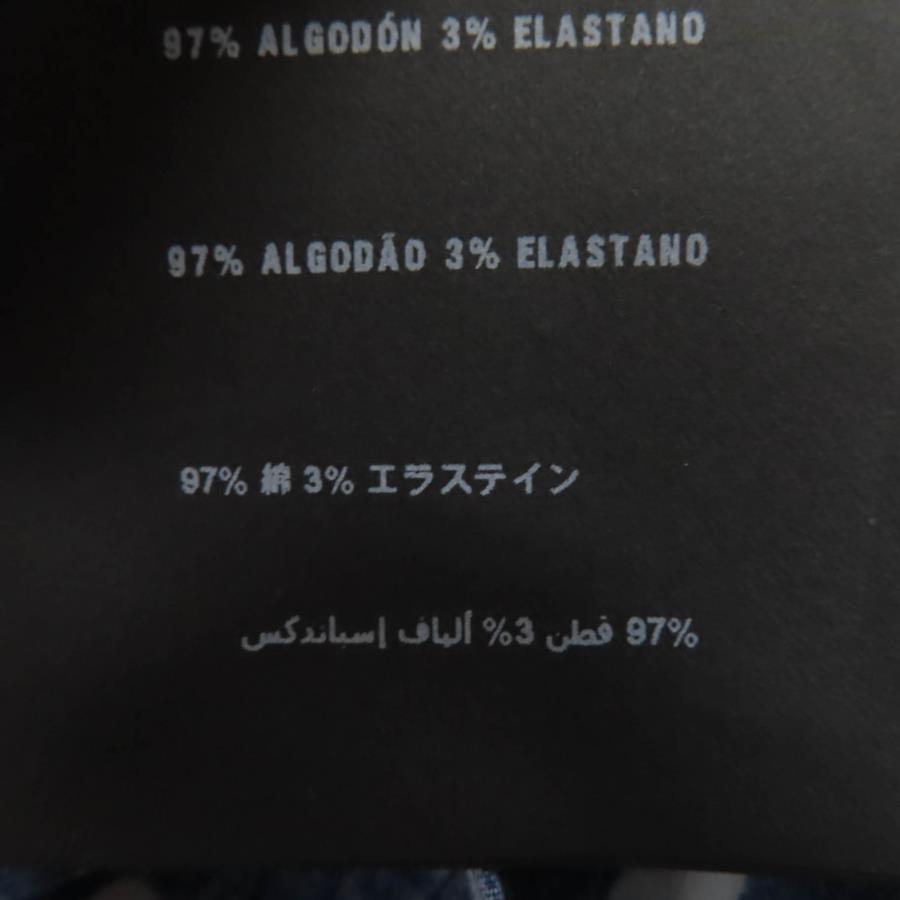 97% ALGODÓN 3% ELASTANO
97% ALGODÃO 3% ELASTANO
97% 綿 3% エラステイン
97% قطن 3% ألياف إسباندكس